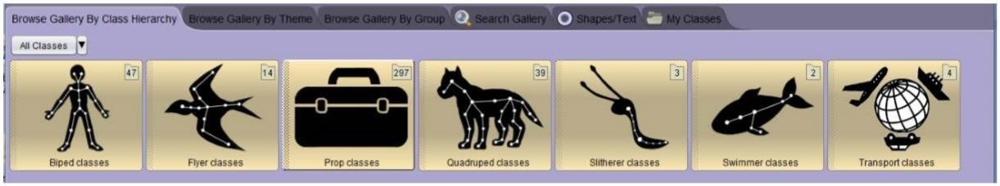 Browse Gallery By Class Hierarchy Browse Gallery By Theme Browse Gallery By Group Search Gallery Shapes/Text My Classes
All Classes
47 14 297 39 3 2 4
Biped classes Flyer classes Prop classes Quadruped classes Slitherer classes Swimmer classes Transport classes